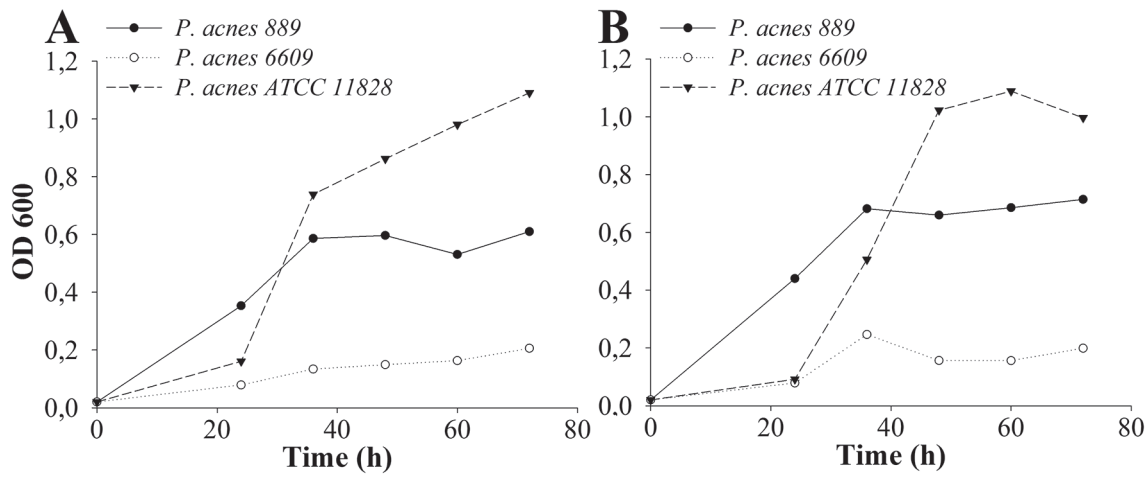 A
P. acnes 889
P. acnes 6609
P. acnes ATCC 11828
1,2
1,0
0,8
0,6
0,4
0,2
0,0
OD 600
0 20 40 60 80
Time (h)
B
P. acnes 889
P. acnes 6609
P. acnes ATCC 11828
1,2
1,0
0,8
0,6
0,4
0,2
0,0
0 20 40 60 80
Time (h)